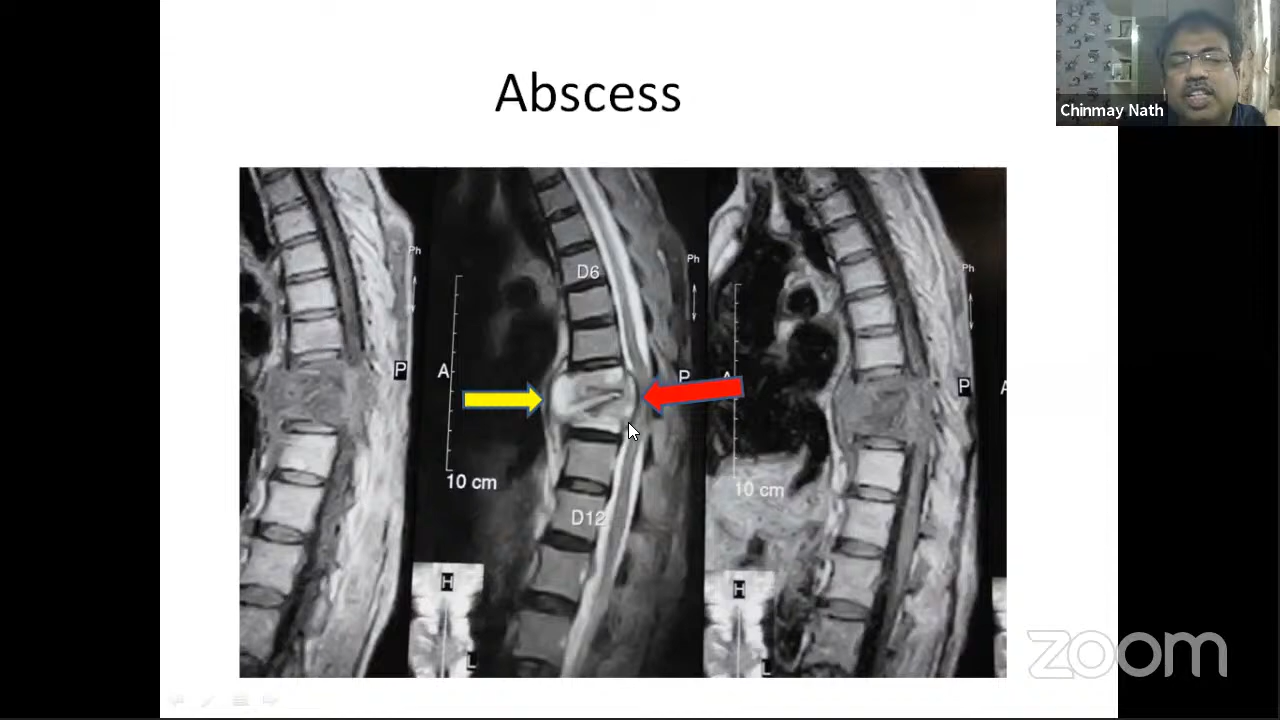 Abscess
Chinmay Nath
Ph
P
D6
A
10 cm
D12
H
L
Ph
P
A
10 cm
H
L
Ph
P
A
zoom